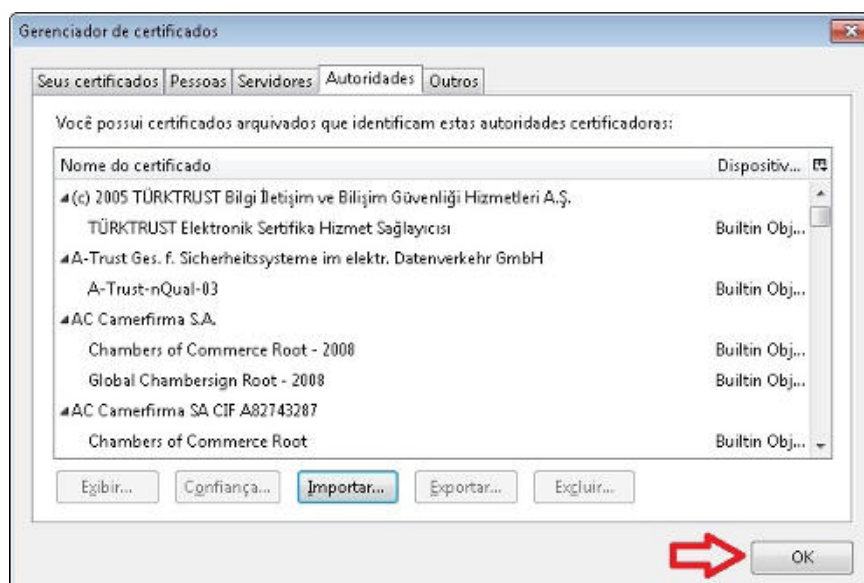 Gerenciador de certificados
Seus certificados Pessoas Servidores Autoridades Outros
Você possui certificados arquivados que identificam estas autoridades certificadoras:
Nome do certificado Dispositiv...
(c) 2005 TÜRKTRUST Bilgi İletişim ve Bilişim Güvenliği Hizmetleri A.Ş.
TÜRKTRUST Elektronik Sertifika Hizmet Sağlayıcısı Builtin Obj...
A-Trust Ges. f. Sicherheitssysteme im elektr. Datenverkehr GmbH
A-Trust-nQual-03 Builtin Obj...
AC Camerfirma S.A.
Chambers of Commerce Root - 2008 Builtin Obj...
Global Chambersign Root - 2008 Builtin Obj...
AC Camerfirma SA CIF A82743287
Chambers of Commerce Root Builtin Obj...
Exibir... Confiança... Importar... Exportar... Excluir...
OK